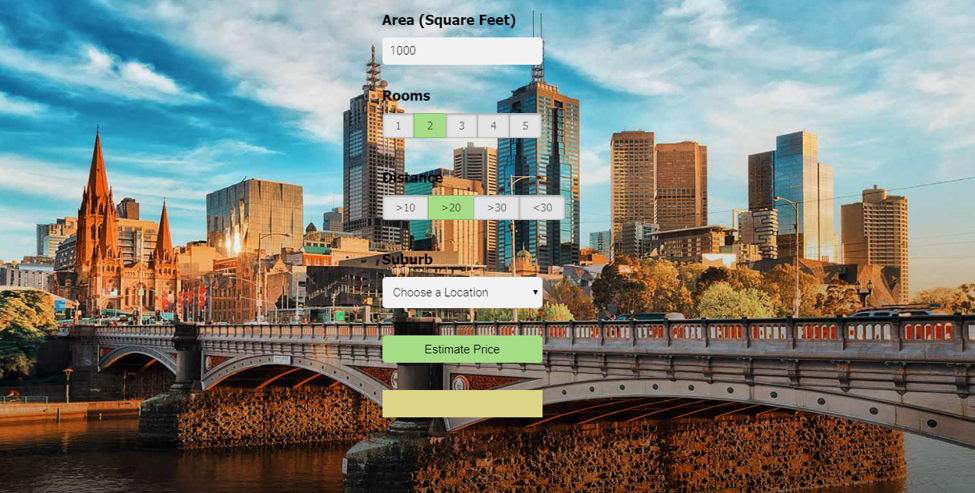 Area (Square Feet)
1000
Rooms
1 2 3 4 5
Distance
>10 >20 >30 <30
Suburb
Choose a Location
Estimate Price